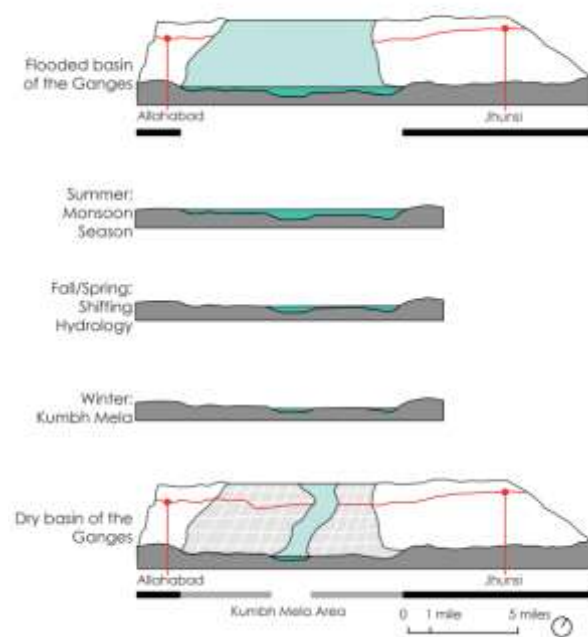 Flooded basin
of the Ganges
Allahabad
Jhunsi
Summer:
Monsoon
Season
Fall/Spring:
Shifting
Hydrology
Winter:
Kumbh Mela
Dry basin of the
Ganges
Allahabad
Jhunsi
Kumbh Mela Area
0 1 mile 5 miles